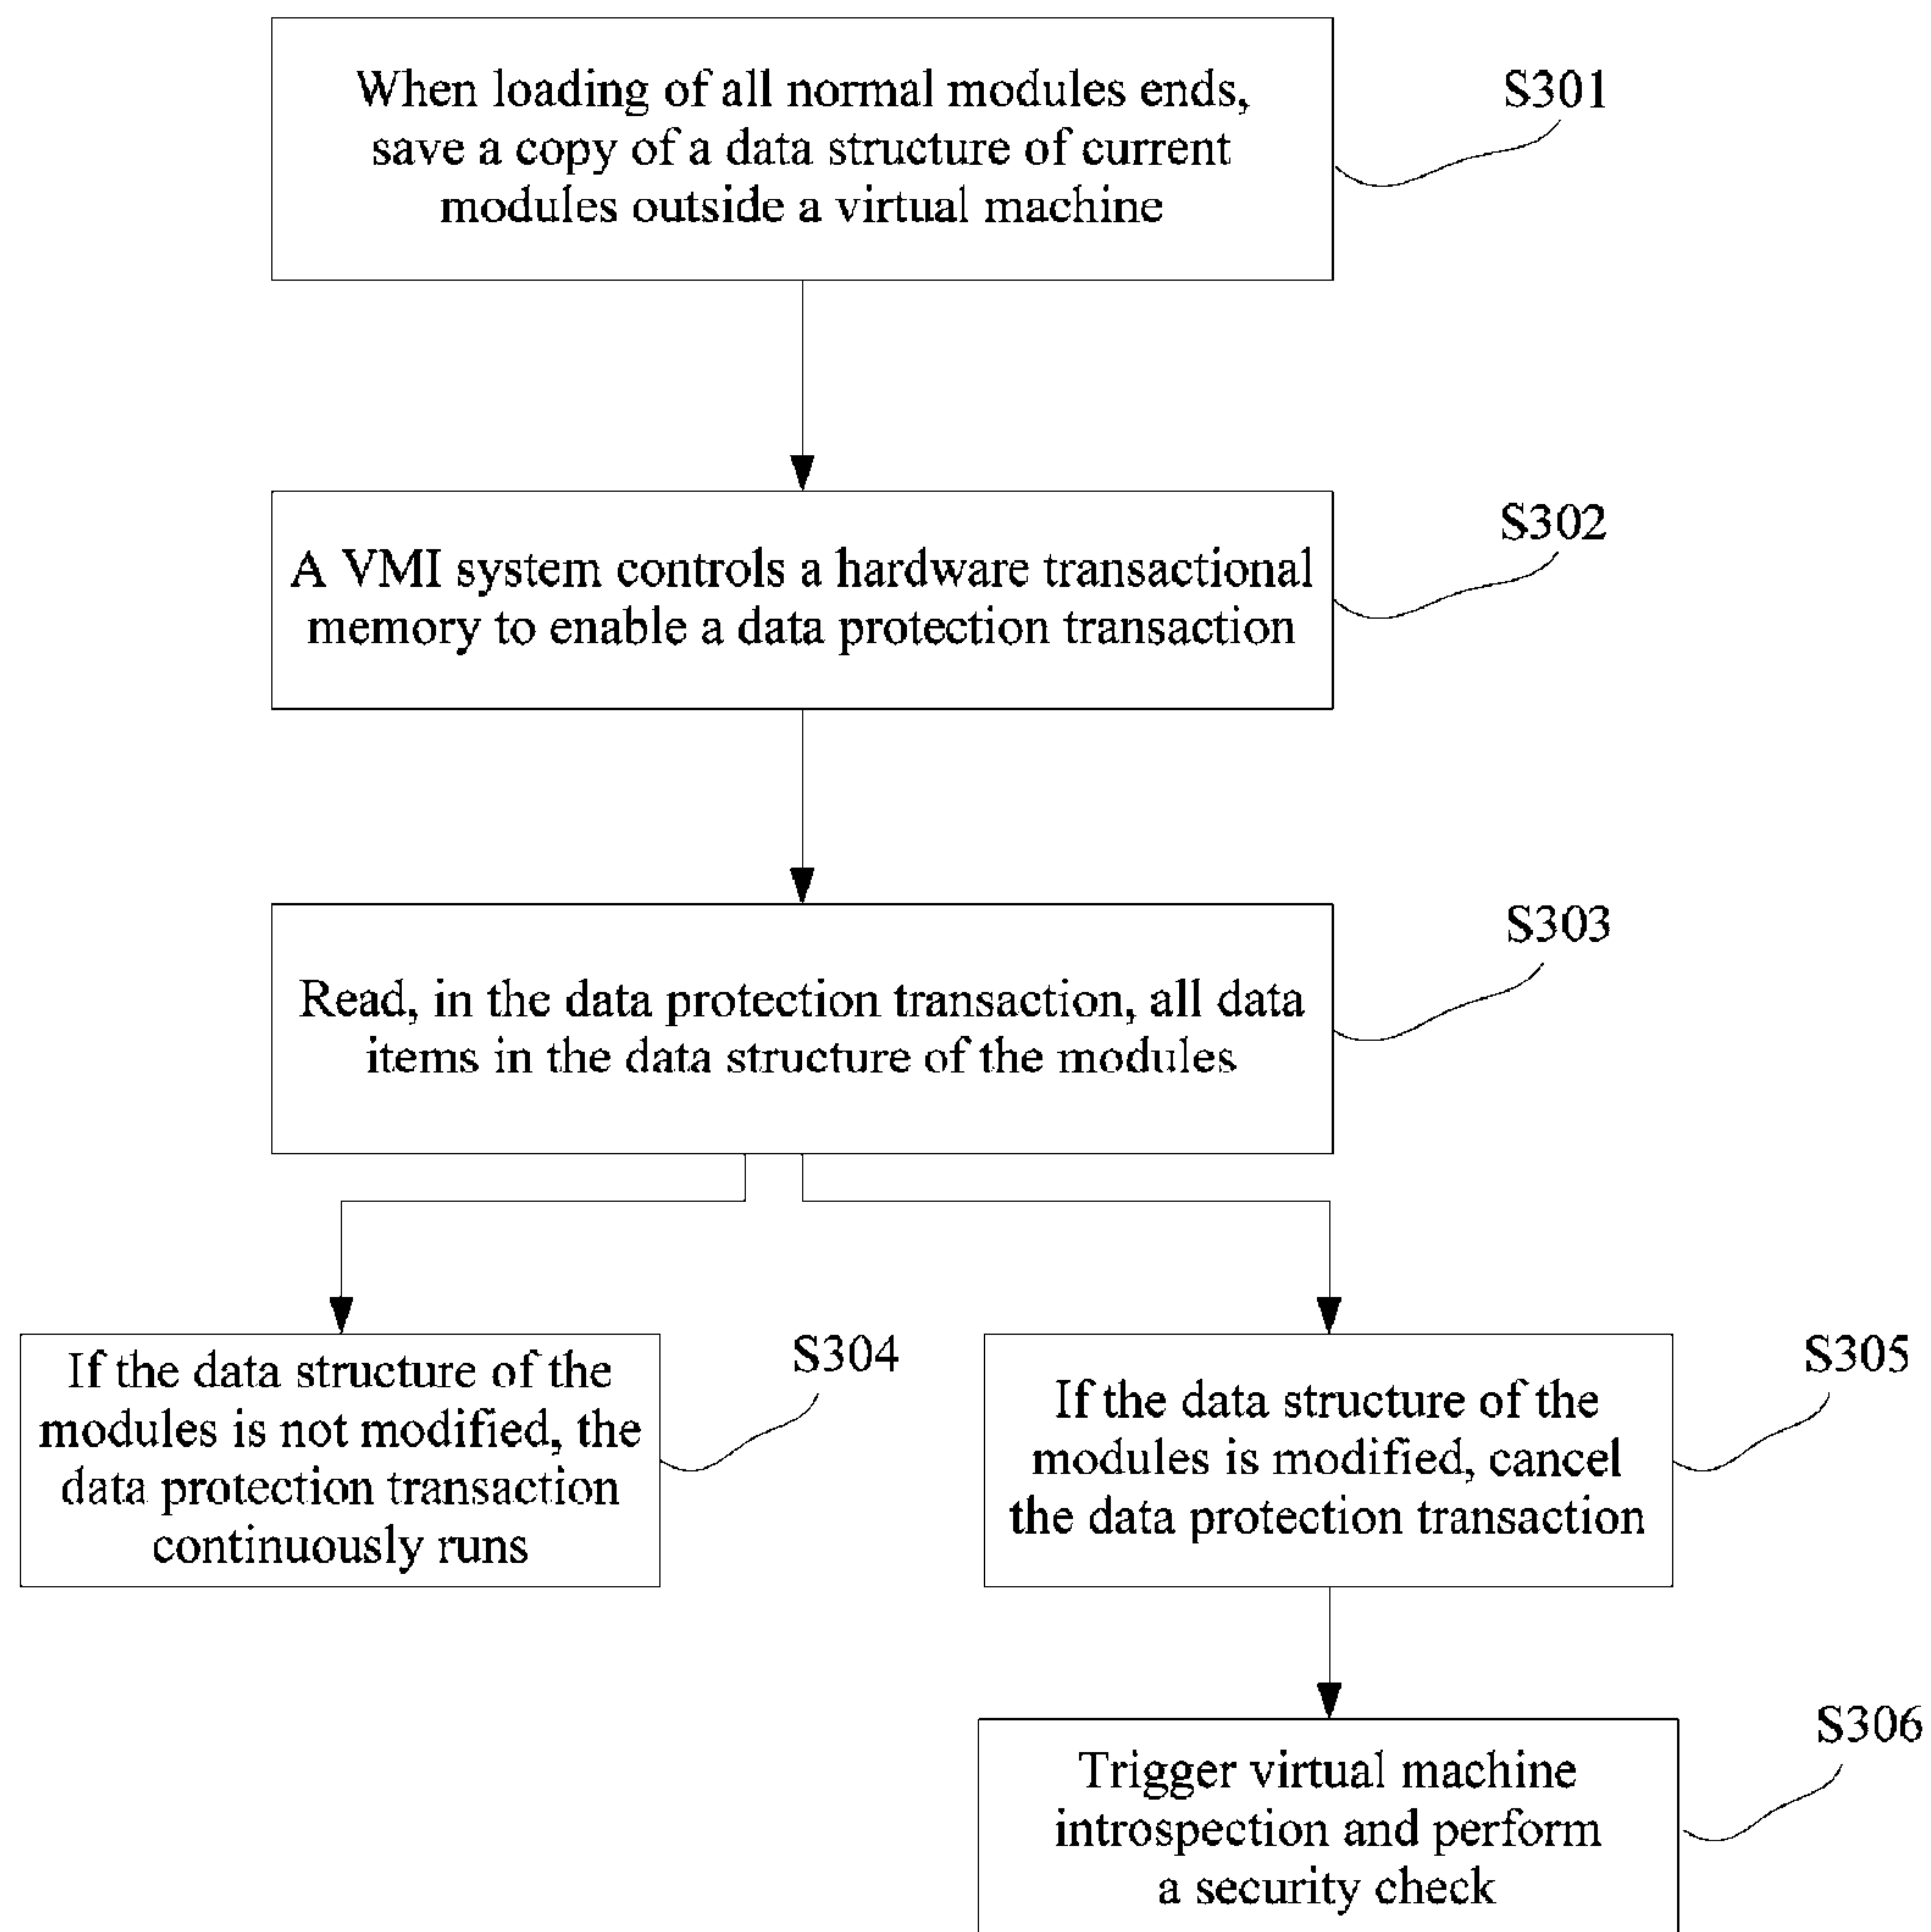 When loading of all normal modules ends,
save a copy of a data structure of current
modules outside a virtual machine
S301
A VMI system controls a hardware transactional
memory to enable a data protection transaction
S302
Read, in the data protection transaction, all data
items in the data structure of the modules
S303
If the data structure of the
modules is not modified, the
data protection transaction
continuously runs
S304
If the data structure of the
modules is modified, cancel
the data protection transaction
S305
Trigger virtual machine
introspection and perform
a security check
S306